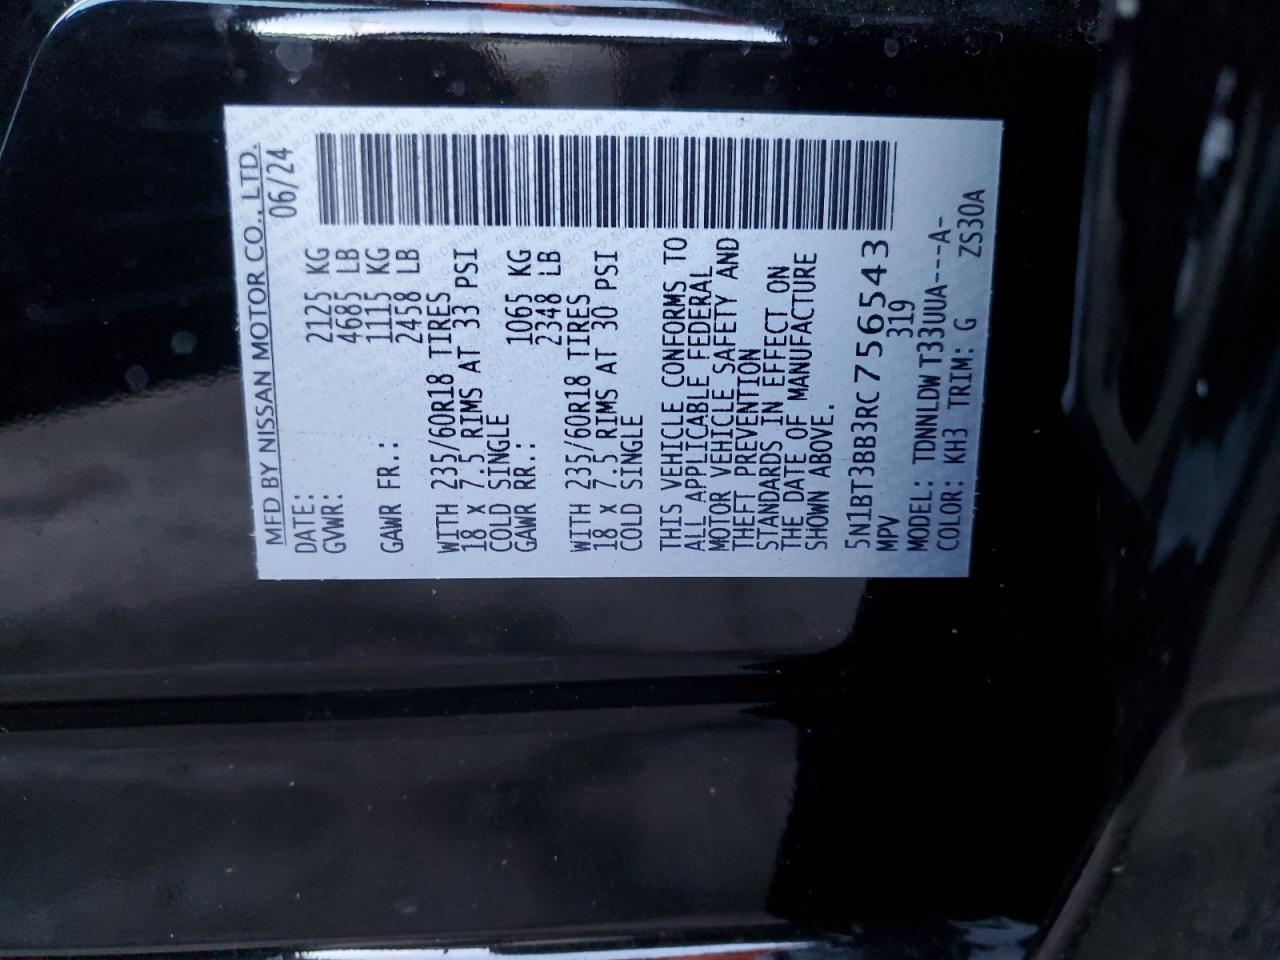 MFD BY NISSAN MOTOR CO., LTD.
DATE: 06/24
GVWR: 2125 KG
4685 LB
GAWR FR.: 1115 KG
2458 LB
WITH 235/60R18 TIRES
18 X 7.5 RIMS AT 33 PSI
COLD SINGLE
GAWR RR.: 1065 KG
2348 LB
WITH 235/60R18 TIRES
18 X 7.5 RIMS AT 30 PSI
COLD SINGLE
THIS VEHICLE CONFORMS TO
ALL APPLICABLE FEDERAL
MOTOR VEHICLE SAFETY AND
THEFT PREVENTION
STANDARDS IN EFFECT ON
THE DATE OF MANUFACTURE
SHOWN ABOVE.
5N1BT3BB3RC756543
MPV 319
MODEL: TDNNLDW T33UUA---A-
COLOR: KH3 TRIM: G ZS30A